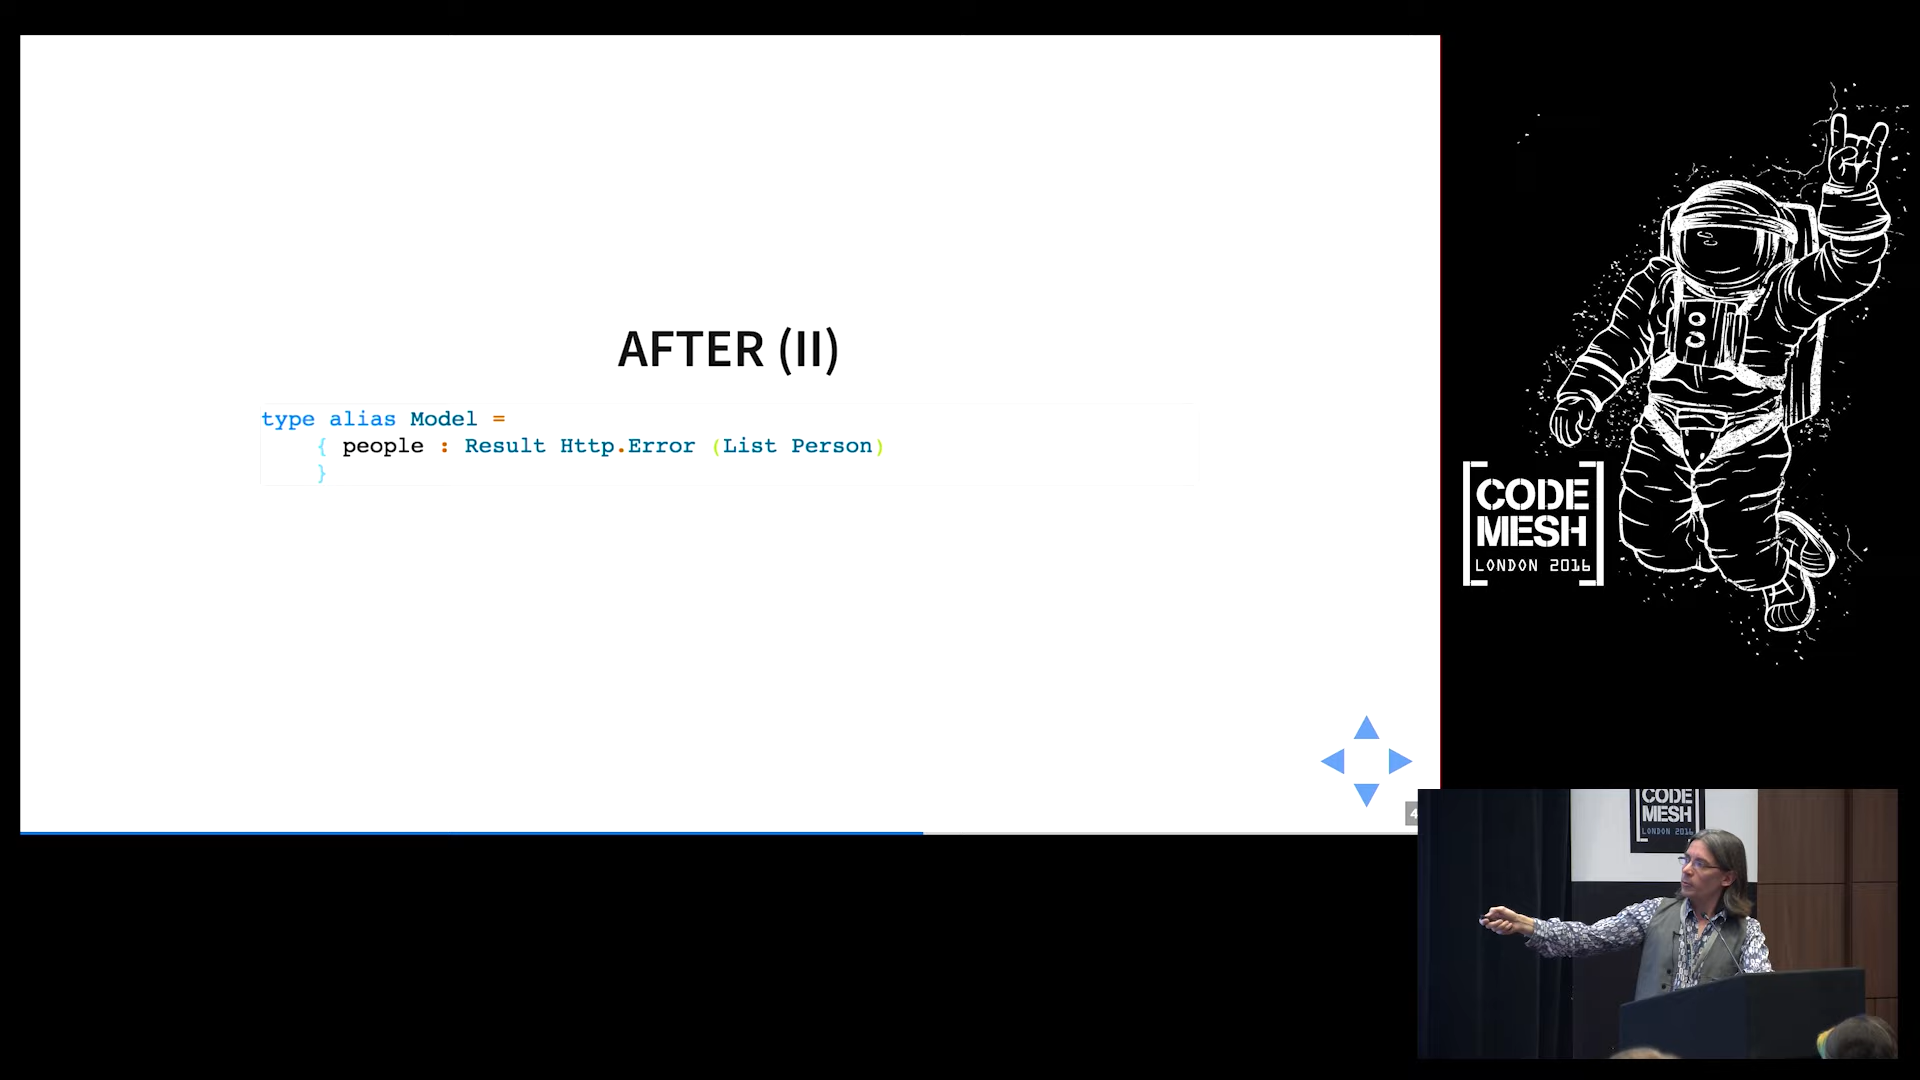 AFTER (II)
type alias Model =
    { people : Result Http.Error (List Person)
    }
4
CODE
MESH
LONDON 2016
CODE
MESH
LONDON 2016